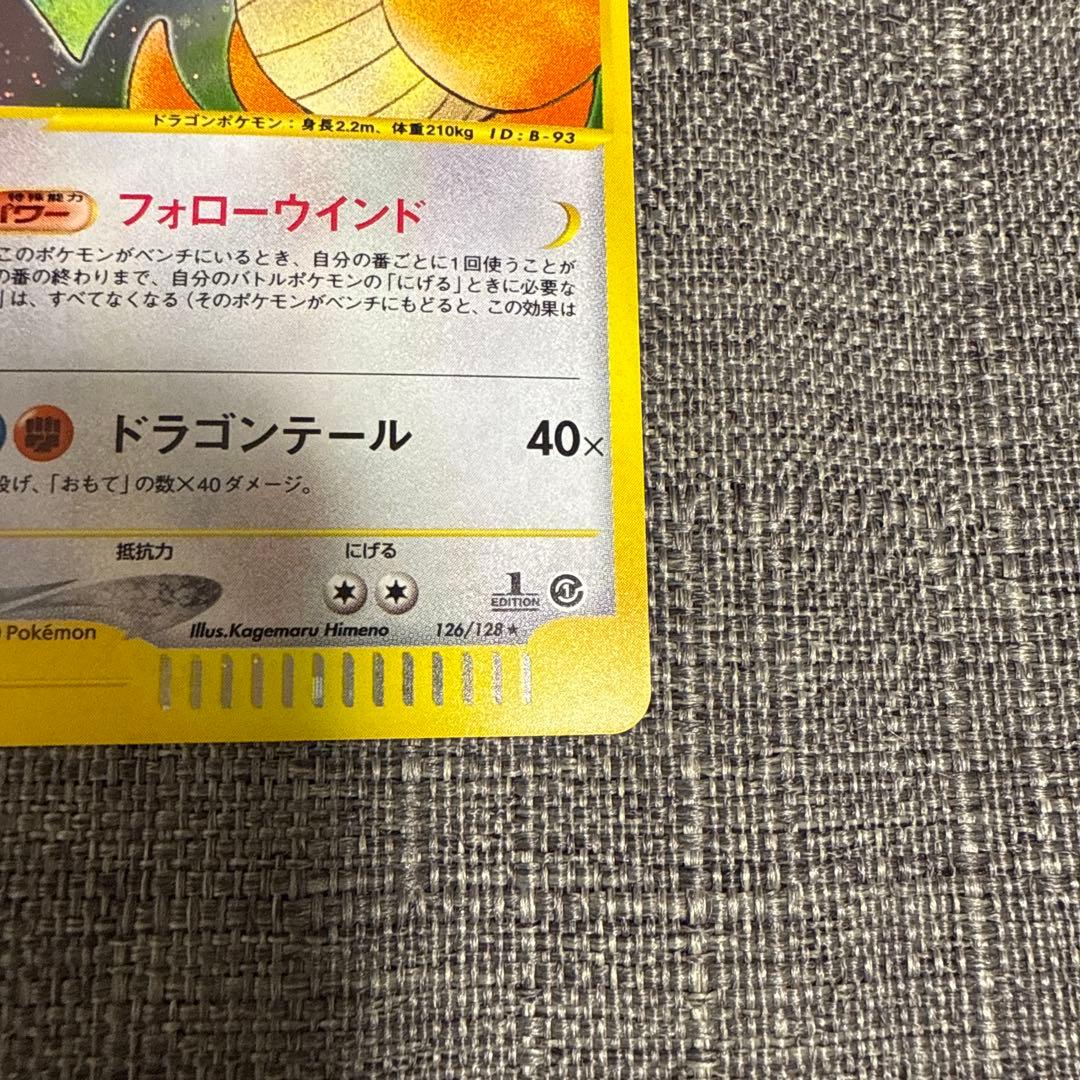 ドラゴンポケモン：身長2.2m、体重210kg ID：B-93
特殊能力
パワー フォローウインド
このポケモンがベンチにいるとき、自分の番ごとに1回使うことが
の番の終わりまで、自分のバトルポケモンの「にげる」ときに必要な
」は、すべてなくなる（そのポケモンがベンチにもどると、この効果は
ドラゴンテール 40×
投げ、「おもて」の数×40ダメージ。
抵抗力 にげる
1 EDITION
Pokémon Illus.Kagemaru Himeno 126/128★